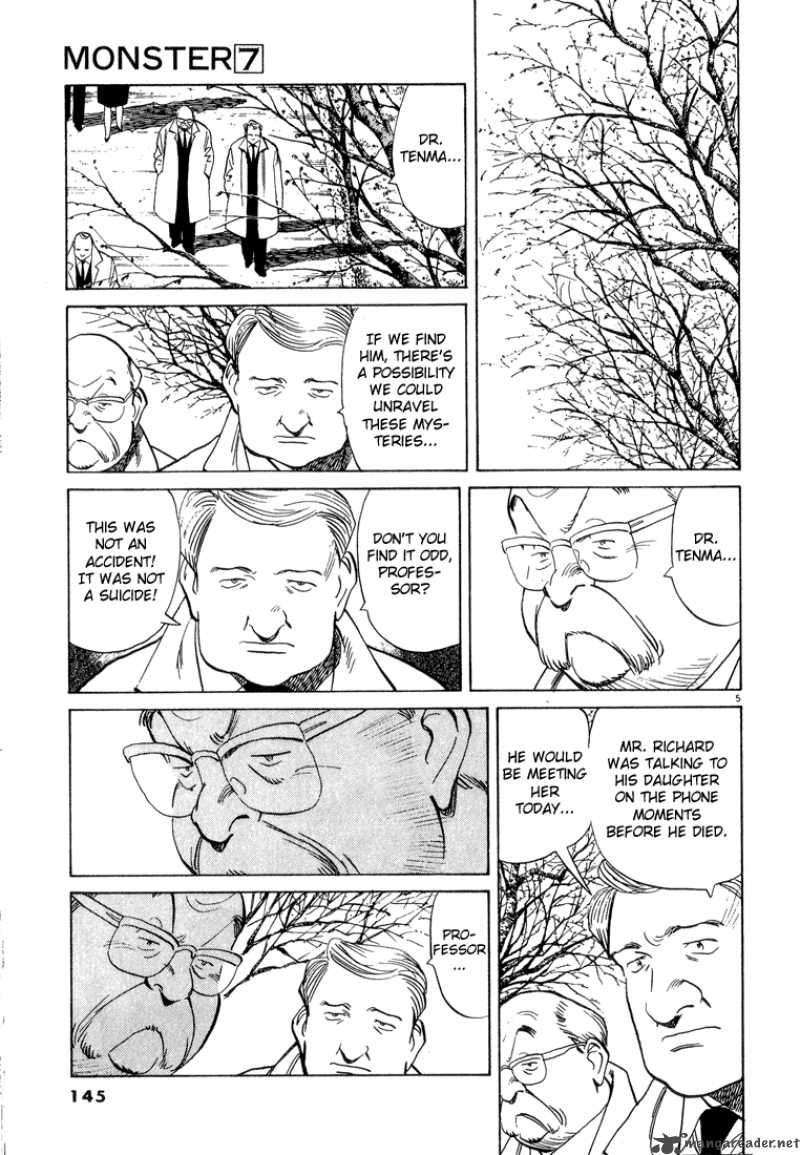 MONSTER 7
DR.
TENMA...
IF WE FIND
HIM, THERE'S
A POSSIBILITY
WE COULD
UNRAVEL
THESE MYS-
TERIES...
DR.
TENMA...
DON'T YOU
FIND IT ODD,
PROFES-
SOR?
THIS WAS
NOT AN
ACCIDENT!
IT WAS NOT
A SUICIDE!
5
MR. RICHARD
WAS TALKING TO
HIS DAUGHTER
ON THE PHONE
MOMENTS
BEFORE HE DIED.
HE WOULD
BE MEETING
HER
TODAY...
PRO-
FESSOR
...
145
mangareader.net